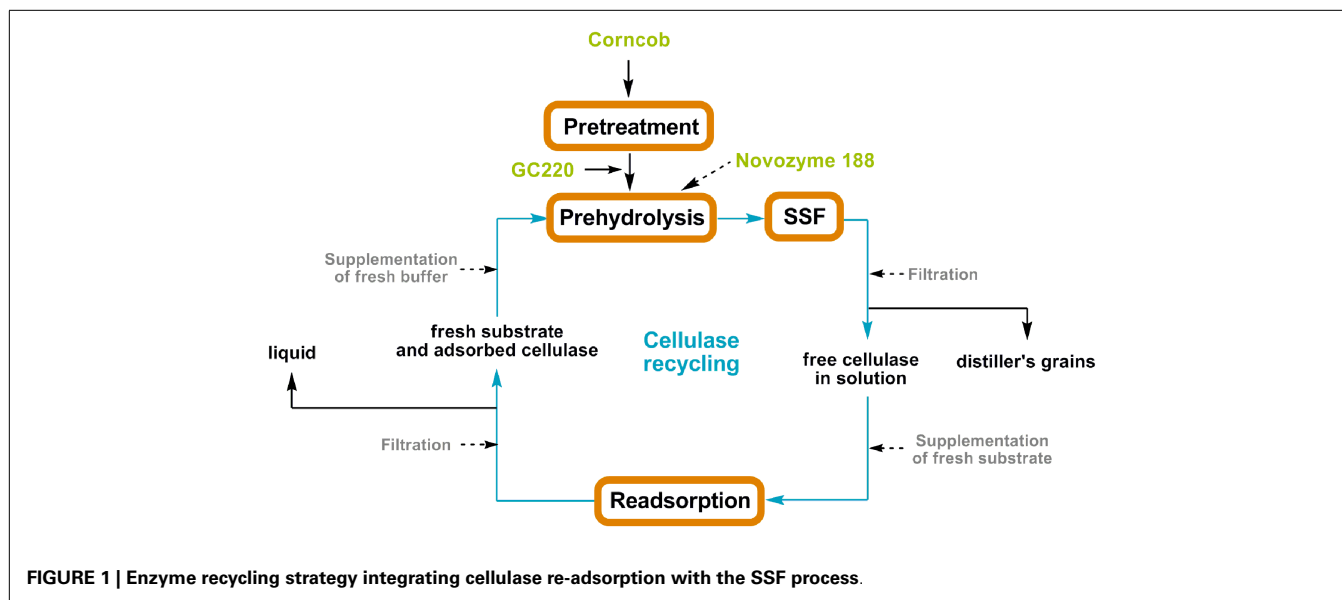 Corncob
Pretreatment
GC220
Novozyme 188
Prehydrolysis
SSF
Supplementation
of fresh buffer
Filtration
fresh substrate
and adsorbed cellulase
liquid
Cellulase
recycling
free cellulase
in solution
distiller's grains
Filtration
Supplementation
of fresh substrate
Readsorption
FIGURE 1 | Enzyme recycling strategy integrating cellulase re-adsorption with the SSF process.